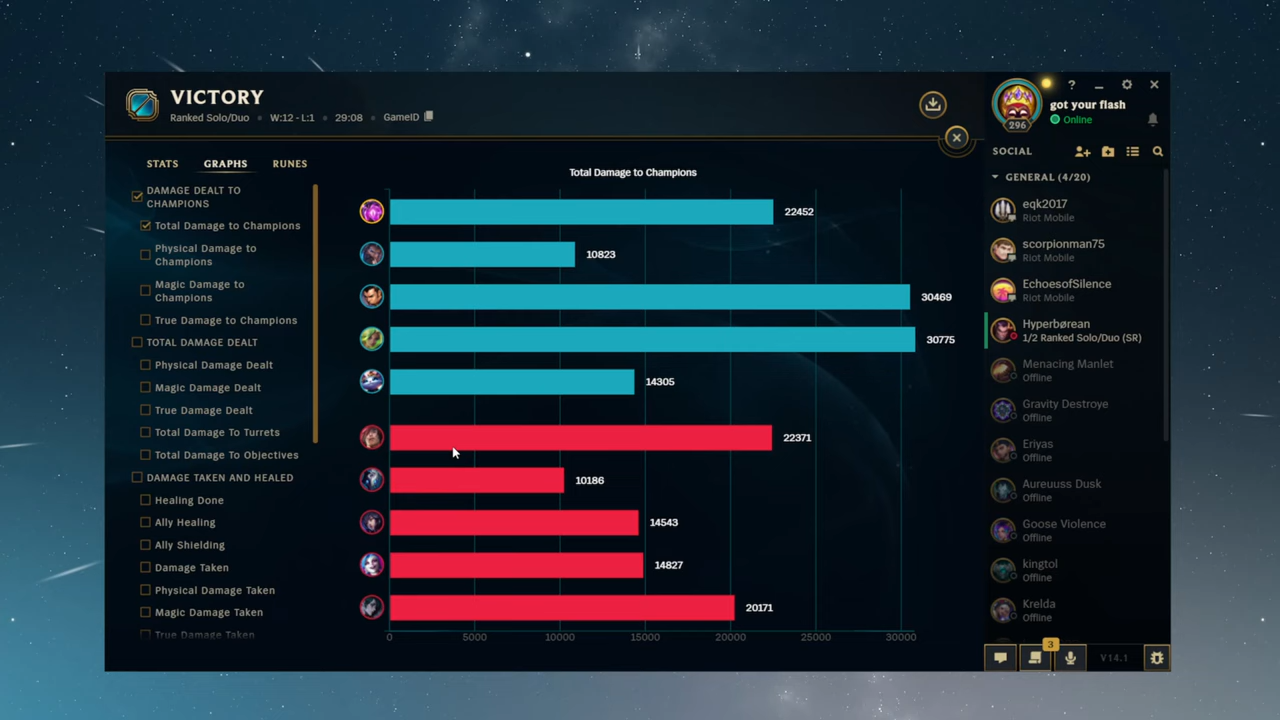 VICTORY
Ranked Solo/Duo • W:12 - L:1 • 29:08 • GameID
?
got your flash
296
Online
STATS
GRAPHS
RUNES
SOCIAL
GENERAL (4/20)
DAMAGE DEALT TO
CHAMPIONS
Total Damage to Champions
Physical Damage to
Champions
Magic Damage to
Champions
True Damage to Champions
TOTAL DAMAGE DEALT
Physical Damage Dealt
Magic Damage Dealt
True Damage Dealt
Total Damage To Turrets
Total Damage To Objectives
DAMAGE TAKEN AND HEALED
Healing Done
Ally Healing
Ally Shielding
Damage Taken
Physical Damage Taken
Magic Damage Taken
True Damage Taken
Total Damage to Champions
22452
10823
30469
30775
14305
22371
10186
14543
14827
20171
0
5000
10000
15000
20000
25000
30000
eqk2017
Riot Mobile
scorpionman75
Riot Mobile
EchoesofSilence
Riot Mobile
Hyperbørean
1/2 Ranked Solo/Duo (SR)
Menacing Manlet
Offline
Gravity Destroye
Offline
Eriyas
Offline
Aureuuss Dusk
Offline
Goose Violence
Offline
kingtol
Offline
Krelda
Offline
3
V14.1